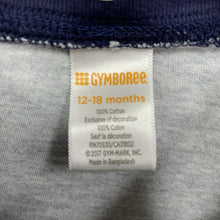 GYMBOREE
12-18 months
100% Cotton
Exclusive of decoration
100% Coton
Sauf la décoration
RN70530/CA31802
© 2017 GYM-MARK, INC.
Made in Bangladesh